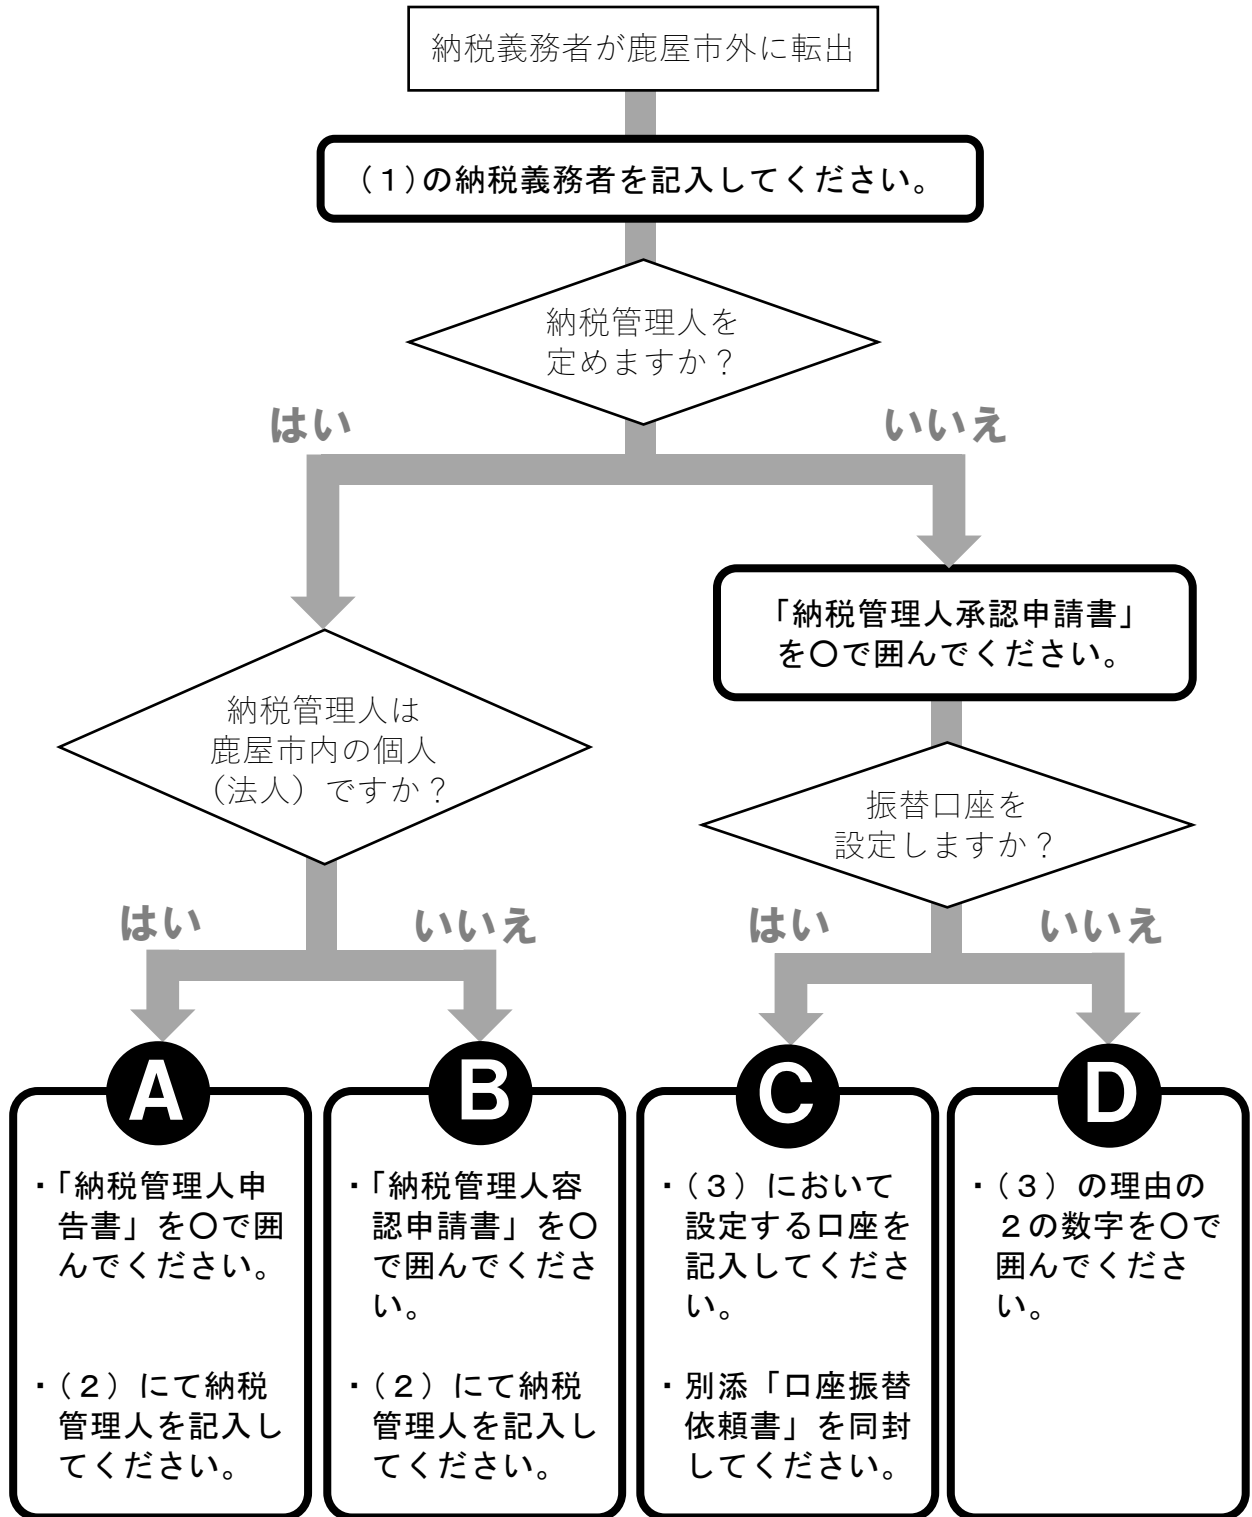 納税義務者が鹿屋市外に転出
(1)の納税義務者を記入してください。
納税管理人を
定めますか?
はい
いいえ
「納税管理人承認申請書」
を〇で囲んでください。
納税管理人は
鹿屋市内の個人
(法人)ですか?
振替口座を
設定しますか?
はい
いいえ
はい
いいえ
A
・「納税管理人申
告書」を〇で囲
んでください。
・(2)にて納税
管理人を記入し
てください。
B
・「納税管理人容
認申請書」を〇
で囲んでくださ
い。
・(2)にて納税
管理人を記入し
てください。
C
・(3)において
設定する口座を
記入してくださ
い。
・別添「口座振替
依頼書」を同封
してください。
D
・(3)の理由の
2の数字を〇で
囲んでくださ
い。